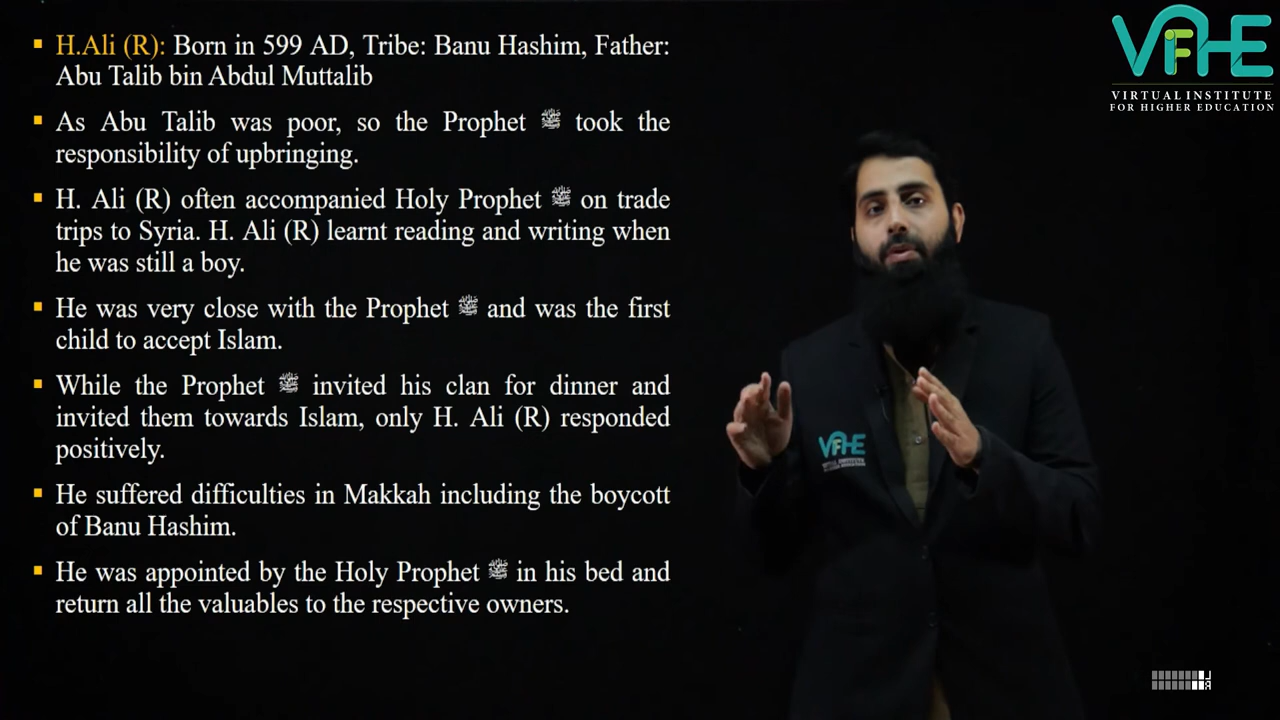 ▪ H.Ali (R): Born in 599 AD, Tribe: Banu Hashim, Father:
Abu Talib bin Abdul Muttalib
▪ As Abu Talib was poor, so the Prophet ﷺ took the
responsibility of upbringing.
▪ H. Ali (R) often accompanied Holy Prophet ﷺ on trade
trips to Syria. H. Ali (R) learnt reading and writing when
he was still a boy.
▪ He was very close with the Prophet ﷺ and was the first
child to accept Islam.
▪ While the Prophet ﷺ invited his clan for dinner and
invited them towards Islam, only H. Ali (R) responded
positively.
▪ He suffered difficulties in Makkah including the boycott
of Banu Hashim.
▪ He was appointed by the Holy Prophet ﷺ in his bed and
return all the valuables to the respective owners.
VIFHE
VIRTUAL INSTITUTE
FOR HIGHER EDUCATION
VIFHE
L
R